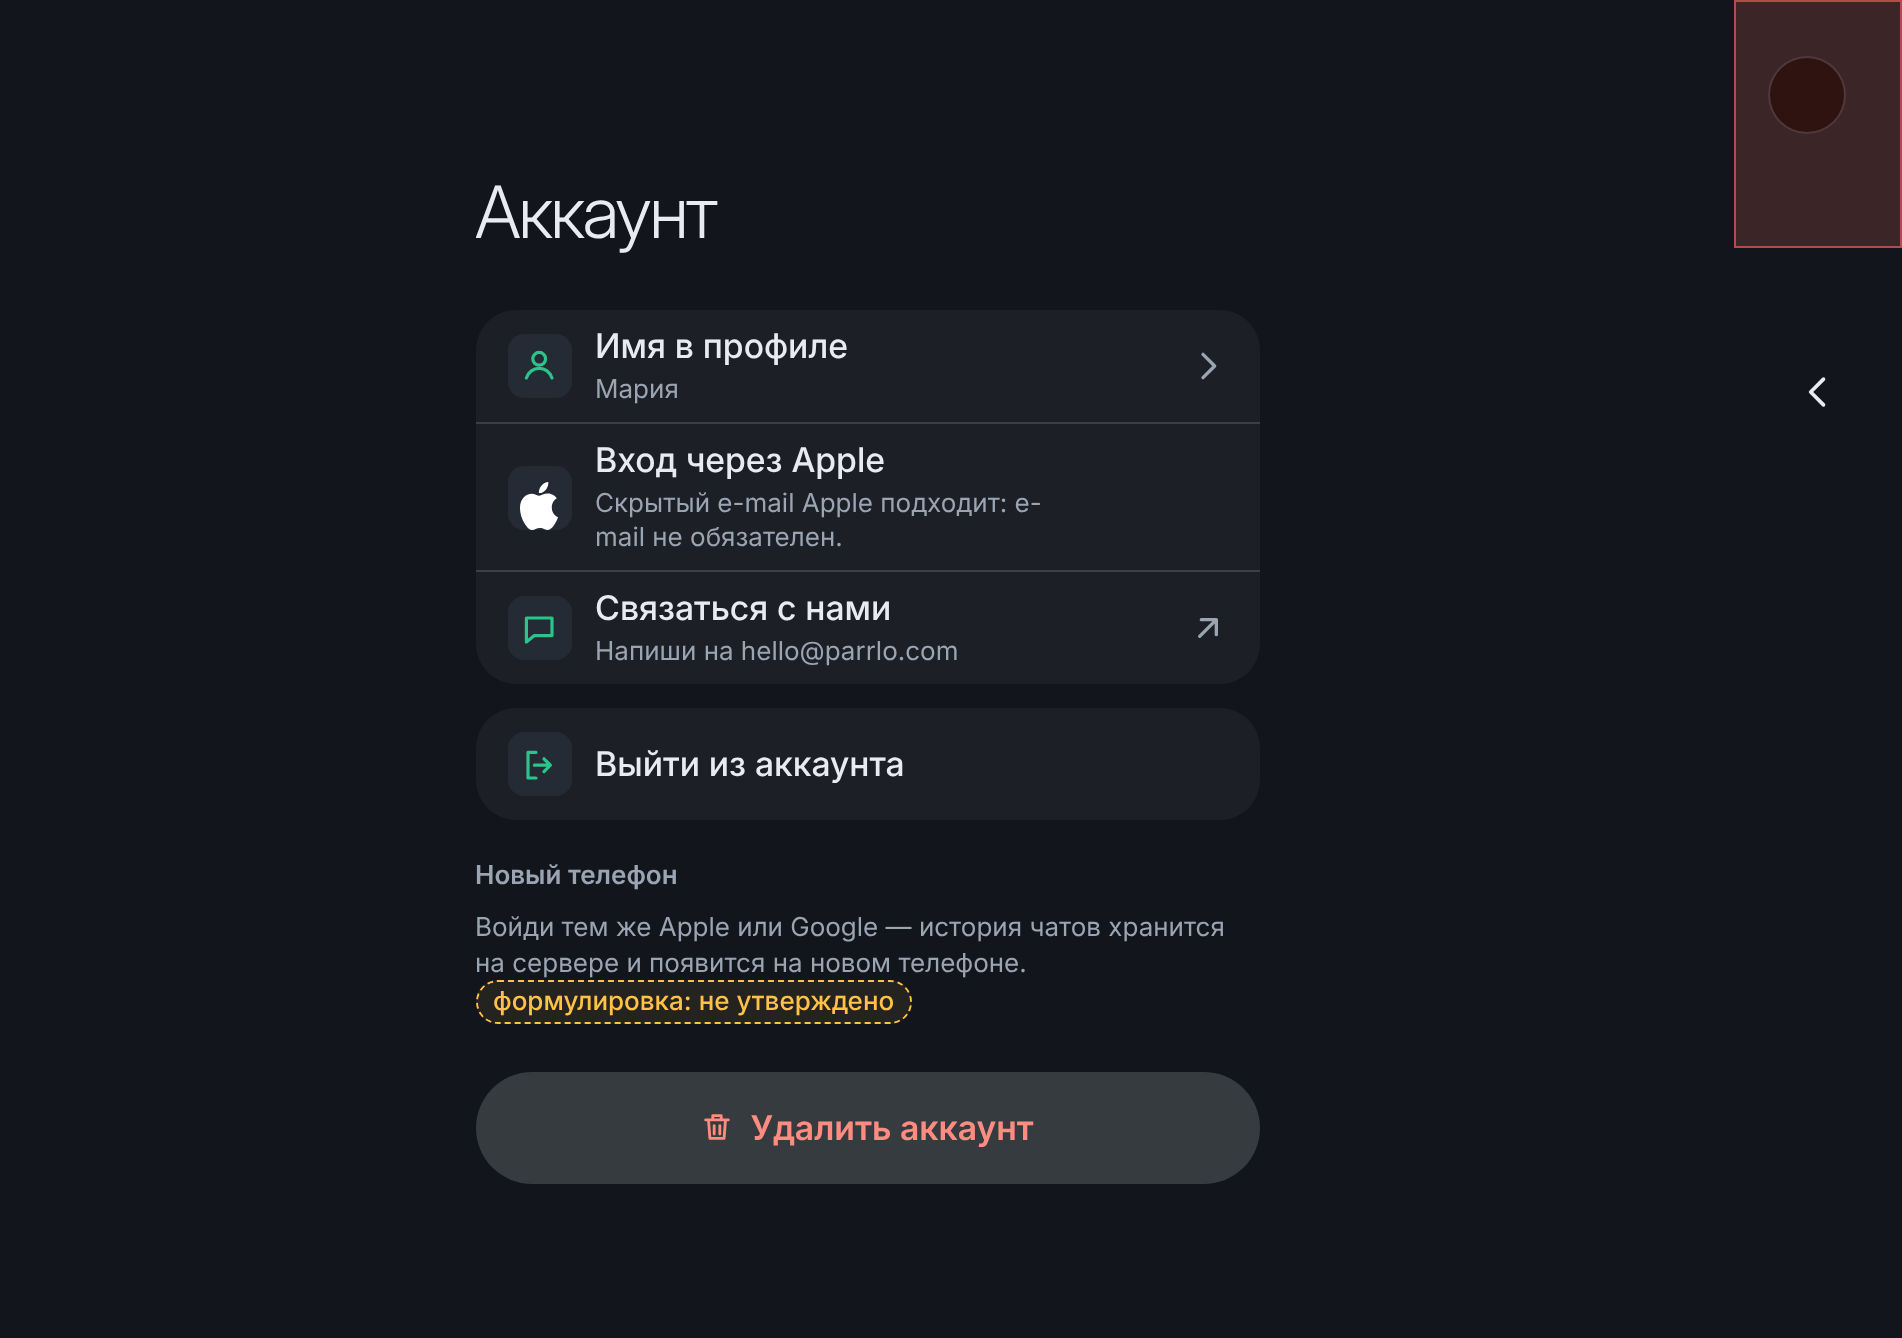 Аккаунт
Имя в профиле
Мария
Вход через Apple
Скрытый e-mail Apple подходит: e-
mail не обязателен.
Связаться с нами
Напиши на hello@parrlo.com
Выйти из аккаунта
Новый телефон
Войди тем же Apple или Google — история чатов хранится
на сервере и появится на новом телефоне.
формулировка: не утверждено
Удалить аккаунт